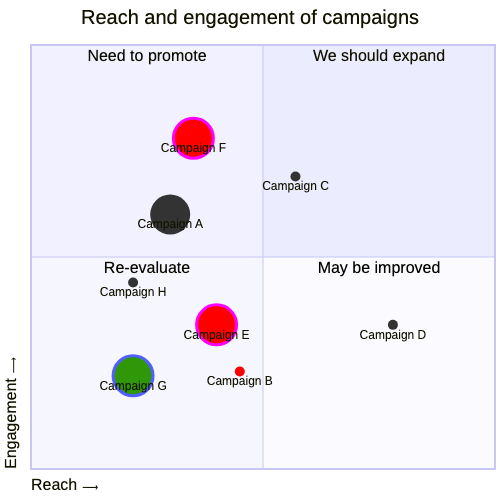 Reach and engagement of campaigns
Need to promote
We should expand
Campaign F
Campaign C
Campaign A
Re-evaluate
May be improved
Campaign H
Campaign E
Campaign D
Campaign G
Campaign B
Engagement →
Reach →